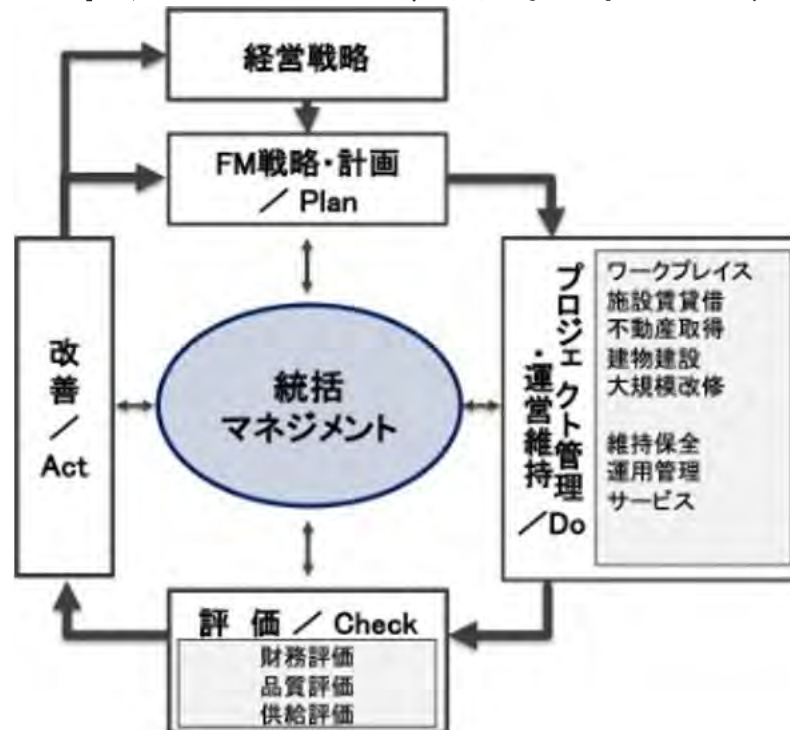 経営戦略
FM戦略・計画
／ Plan
プロジェクト管理
・運営維持
／Do
ワークプレイス
施設賃貸借
不動産取得
建物建設
大規模改修
維持保全
運用管理
サービス
統括
マネジメント
改善／Act
評 価 ／ Check
財務評価
品質評価
供給評価